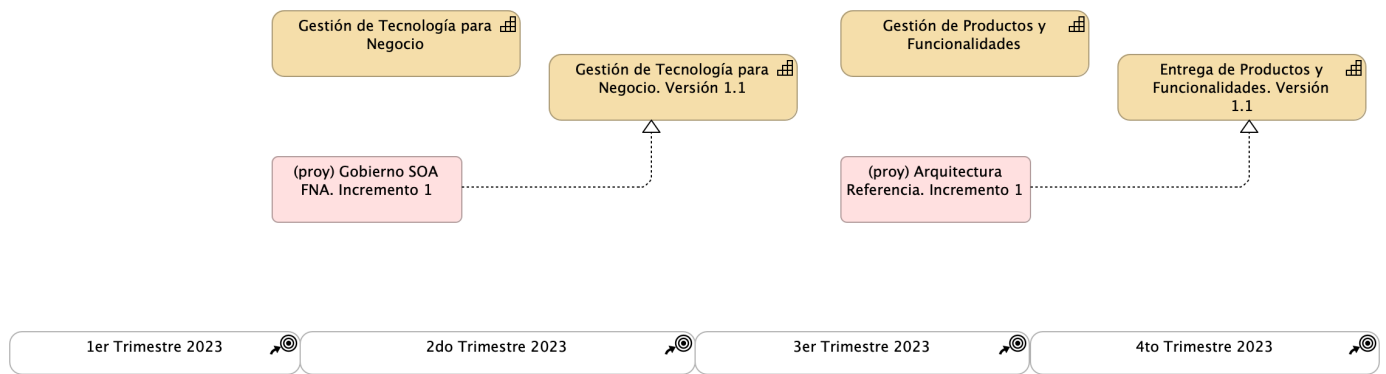 Gestión de Tecnología para
Negocio
Gestión de Tecnología para
Negocio. Versión 1.1
Gestión de Productos y
Funcionalidades
Entrega de Productos y
Funcionalidades. Versión
1.1
(proy) Gobierno SOA
FNA. Incremento 1
(proy) Arquitectura
Referencia. Incremento 1
1er Trimestre 2023
2do Trimestre 2023
3er Trimestre 2023
4to Trimestre 2023